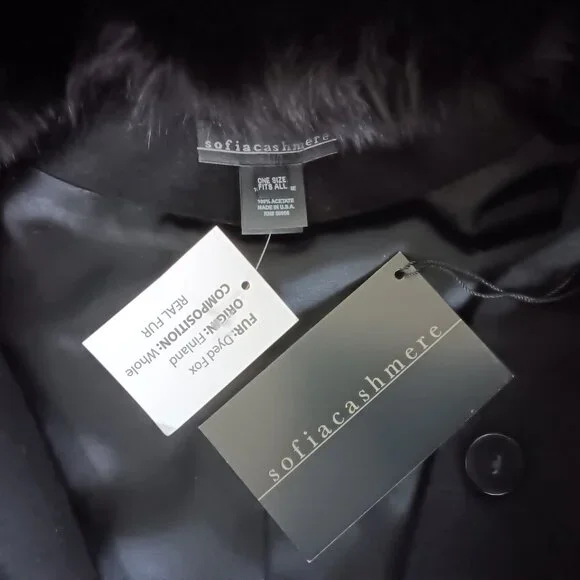 sofiacashmere
ONE SIZE
FITS ALL
100% ACETATE
MADE IN U.S.A.
FUR: Dyed Fox
ORIGIN: Finland
COMPOSITION: Whole
REAL FUR
sofiacashmere